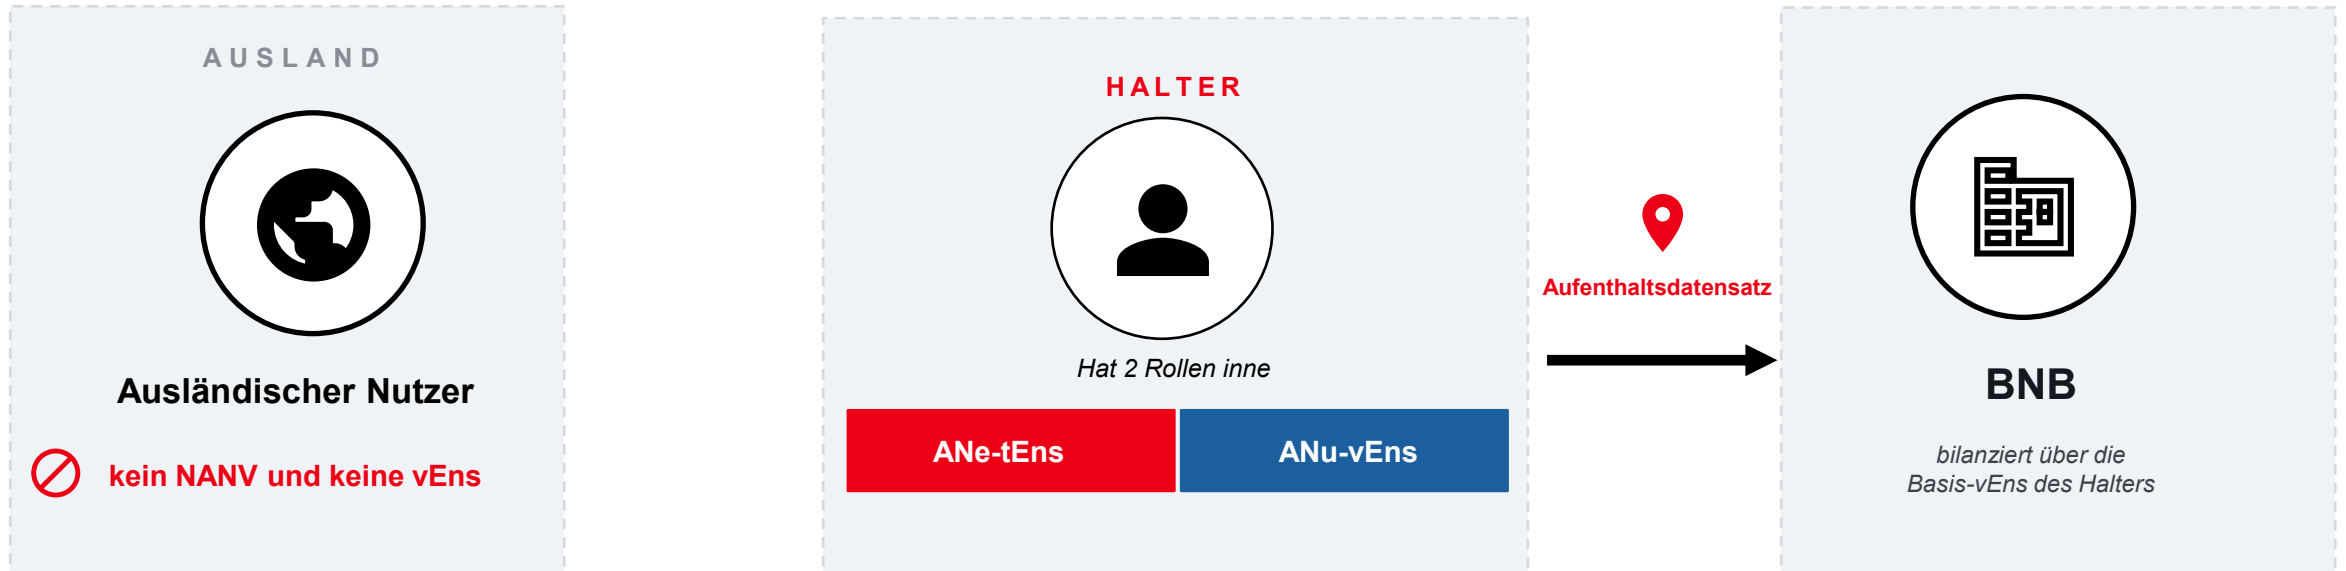 AUSLAND
Ausländischer Nutzer
kein NANV und keine vEns
HALTER
Hat 2 Rollen inne
ANe-tEns
ANu-vEns
Aufenthaltsdatensatz
BNB
bilanziert über die
Basis-vEns des Halters